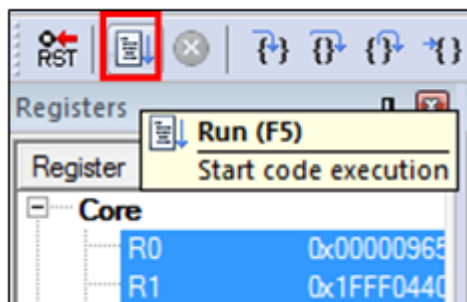 RST
{} {} {} {}
Registers
Run (F5)
Register
Start code execution
Core
R0 0x00000965
R1 0x1FFF0440